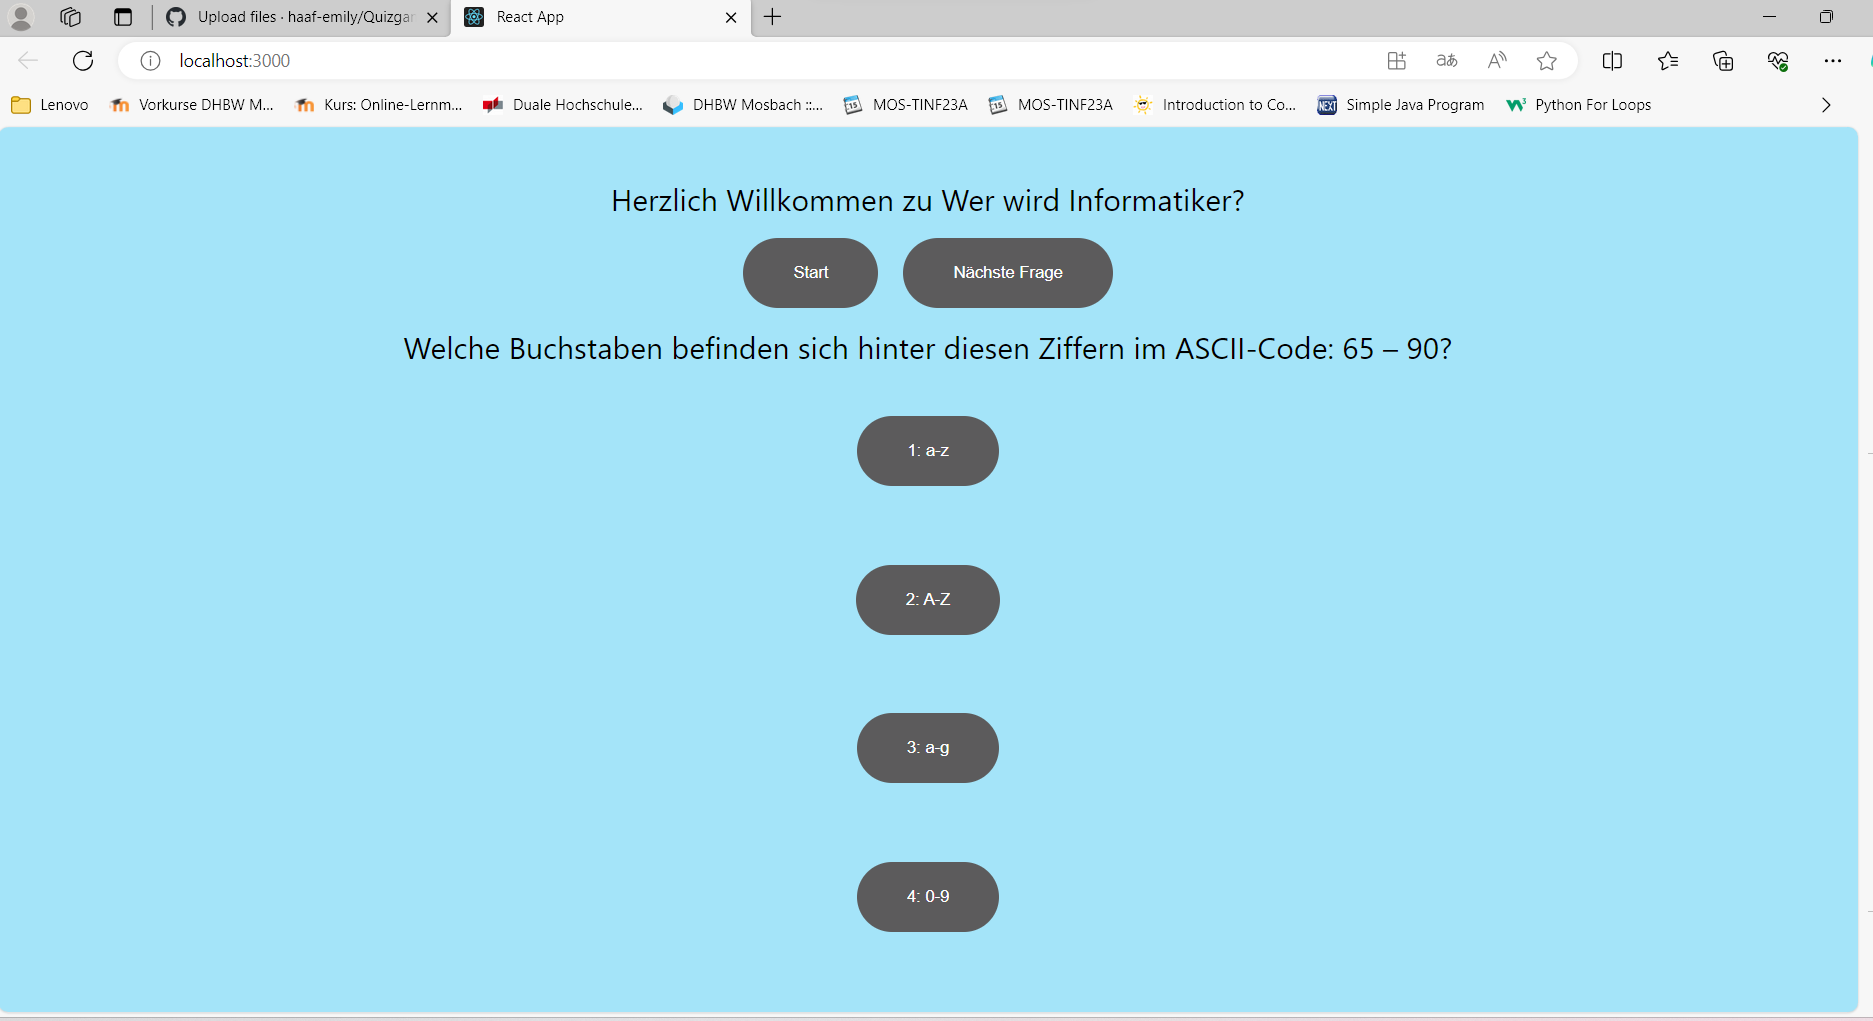 Upload files · haaf-emily/Quizgar
React App
localhost:3000
Lenovo
Vorkurse DHBW M...
Kurs: Online-Lernm...
Duale Hochschule...
DHBW Mosbach ::...
MOS-TINF23A
MOS-TINF23A
Introduction to Co...
Simple Java Program
Python For Loops
Herzlich Willkommen zu Wer wird Informatiker?
Start
Nächste Frage
Welche Buchstaben befinden sich hinter diesen Ziffern im ASCII-Code: 65 – 90?
1: a-z
2: A-Z
3: a-g
4: 0-9